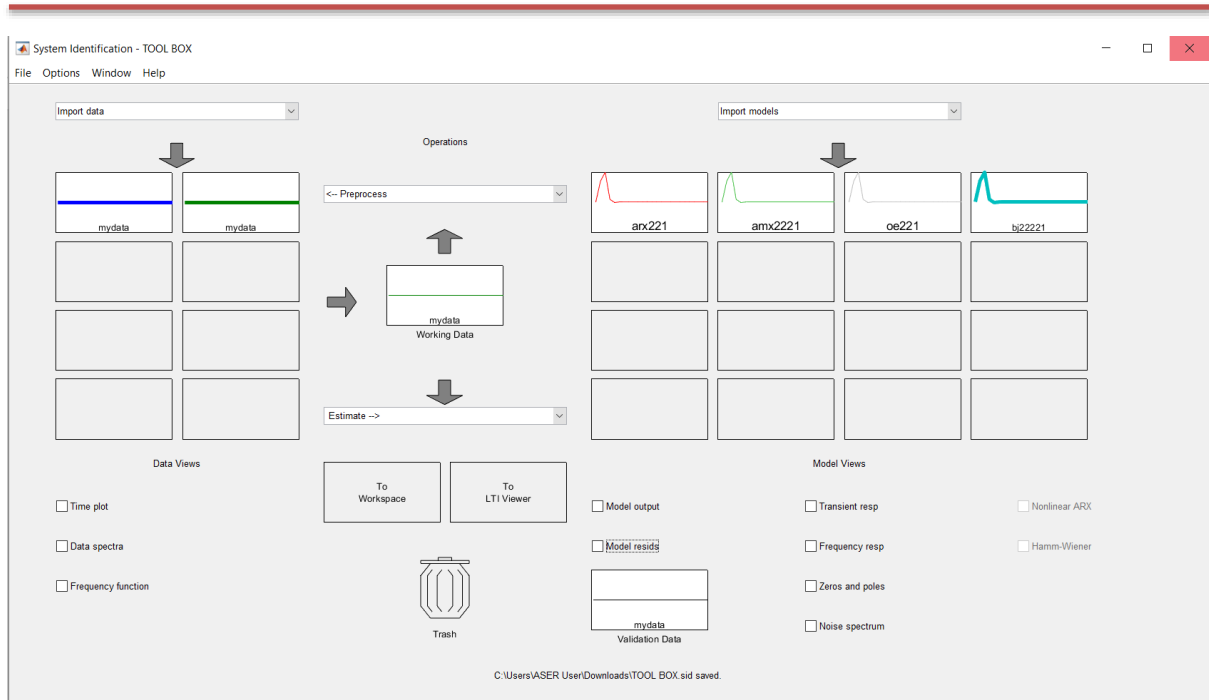 System Identification - TOOL BOX
File Options Window Help
Import data
Import models
Operations
<-- Preprocess
mydata
mydata
arx221
amx2221
oe221
bj22221
mydata
Working Data
Estimate -->
Data Views
Model Views
To
Workspace
To
LTI Viewer
Time plot
Data spectra
Frequency function
Model output
Model resids
Transient resp
Frequency resp
Zeros and poles
Noise spectrum
Nonlinear ARX
Hamm-Wiener
Trash
mydata
Validation Data
C:\Users\ASER User\Downloads\TOOL BOX.sid saved.